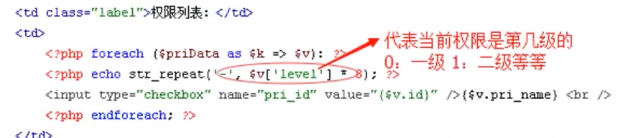 <td class="label">权限列表：</td>
<td>
<?php foreach ($priData as $k => $v): ?>
代表当前权限是第几级的
0：一级 1：二级等等
<?php echo str_repeat('-', $v['level'] * 8); ?>
<input type="checkbox" name="pri_id" value="{$v.id}" />{$v.pri_name} <br />
<?php endforeach; ?>
</td>